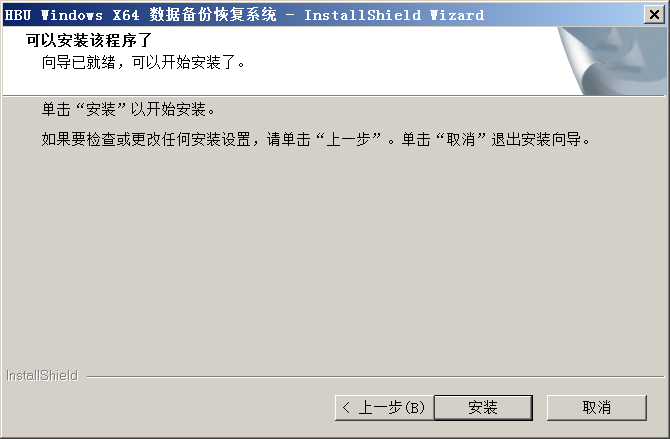 HBU Windows X64 数据备份恢复系统 - InstallShield Wizard
可以安装该程序了
向导已就绪，可以开始安装了。
单击“安装”以开始安装。
如果要检查或更改任何安装设置，请单击“上一步”。单击“取消”退出安装向导。
InstallShield
< 上一步(B) 安装 取消